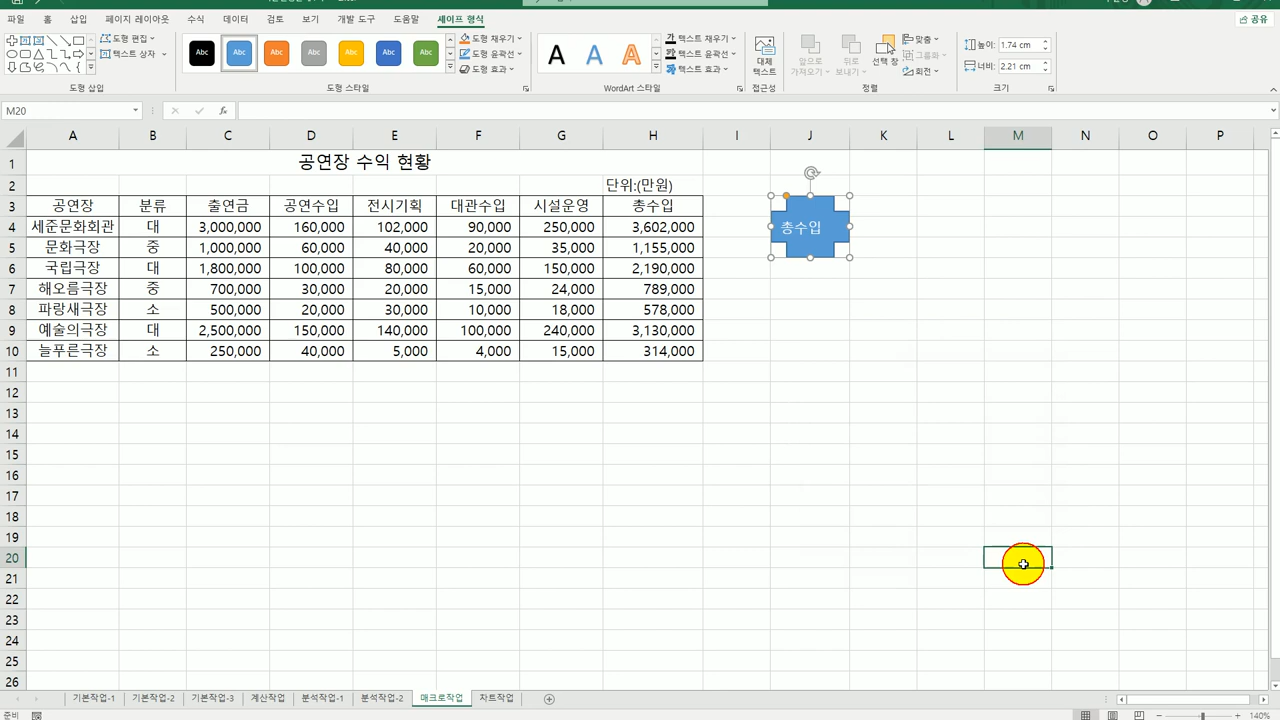 파일 홈 삽입 페이지 레이아웃 수식 데이터 검토 보기 개발 도구 도움말 셰이프 형식 공유
도형 편집 텍스트 상자
Abc Abc Abc Abc Abc Abc Abc
도형 채우기 도형 윤곽선 도형 효과
A A A
텍스트 채우기 텍스트 윤곽선 텍스트 효과
대체 텍스트
앞으로 가져오기 뒤로 보내기 선택 창
맞춤 그룹화 회전
높이: 1.74 cm
너비: 2.21 cm
도형 삽입 도형 스타일 WordArt 스타일 접근성 정렬 크기
M20 fx
A B C D E F G H I J K L M N O P
1 공연장 수익 현황
2 단위:(만원)
3 공연장 분류 출연금 공연수입 전시기획 대관수입 시설운영 총수입
4 세준문화회관 대 3,000,000 160,000 102,000 90,000 250,000 3,602,000 총수입
5 문화극장 중 1,000,000 60,000 40,000 20,000 35,000 1,155,000
6 국립극장 대 1,800,000 100,000 80,000 60,000 150,000 2,190,000
7 해오름극장 중 700,000 30,000 20,000 15,000 24,000 789,000
8 파랑새극장 소 500,000 20,000 30,000 10,000 18,000 578,000
9 예술의극장 대 2,500,000 150,000 140,000 100,000 240,000 3,130,000
10 늘푸른극장 소 250,000 40,000 5,000 4,000 15,000 314,000
11
12
13
14
15
16
17
18
19
20
21
22
23
24
25
26
기본작업-1 기본작업-2 기본작업-3 계산작업 분석작업-1 분석작업-2 매크로작업 차트작업
준비 140%